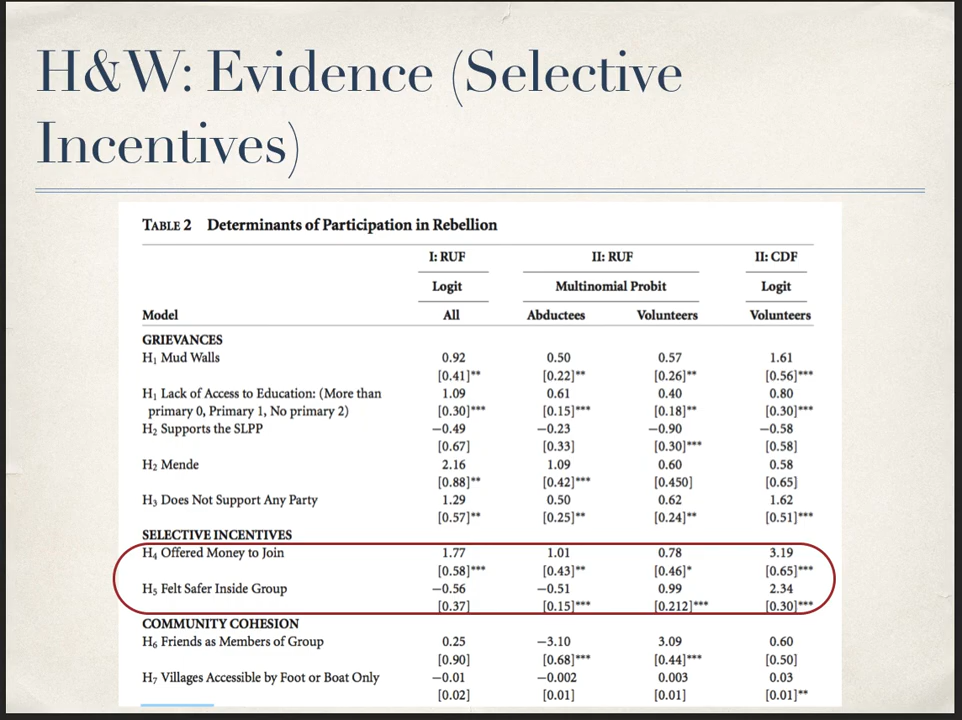 H&W: Evidence (Selective
Incentives)
TABLE 2 Determinants of Participation in Rebellion
I: RUF II: RUF II: CDF
Logit Multinomial Probit Logit
Model All Abductees Volunteers Volunteers
GRIEVANCES
H₁ Mud Walls 0.92 0.50 0.57 1.61
[0.41]** [0.22]** [0.26]** [0.56]***
H₁ Lack of Access to Education: (More than 1.09 0.61 0.40 0.80
primary 0, Primary 1, No primary 2) [0.30]*** [0.15]*** [0.18]** [0.30]***
H₂ Supports the SLPP −0.49 −0.23 −0.90 −0.58
[0.67] [0.33] [0.30]*** [0.58]
H₂ Mende 2.16 1.09 0.60 0.58
[0.88]** [0.42]*** [0.450] [0.65]
H₃ Does Not Support Any Party 1.29 0.50 0.62 1.62
[0.57]** [0.25]** [0.24]** [0.51]***
SELECTIVE INCENTIVES
H₄ Offered Money to Join 1.77 1.01 0.78 3.19
[0.58]*** [0.43]** [0.46]* [0.65]***
H₅ Felt Safer Inside Group −0.56 −0.51 0.99 2.34
[0.37] [0.15]*** [0.212]*** [0.30]***
COMMUNITY COHESION
H₆ Friends as Members of Group 0.25 −3.10 3.09 0.60
[0.90] [0.68]*** [0.44]*** [0.50]
H₇ Villages Accessible by Foot or Boat Only −0.01 −0.002 0.003 0.03
[0.02] [0.01] [0.01] [0.01]**